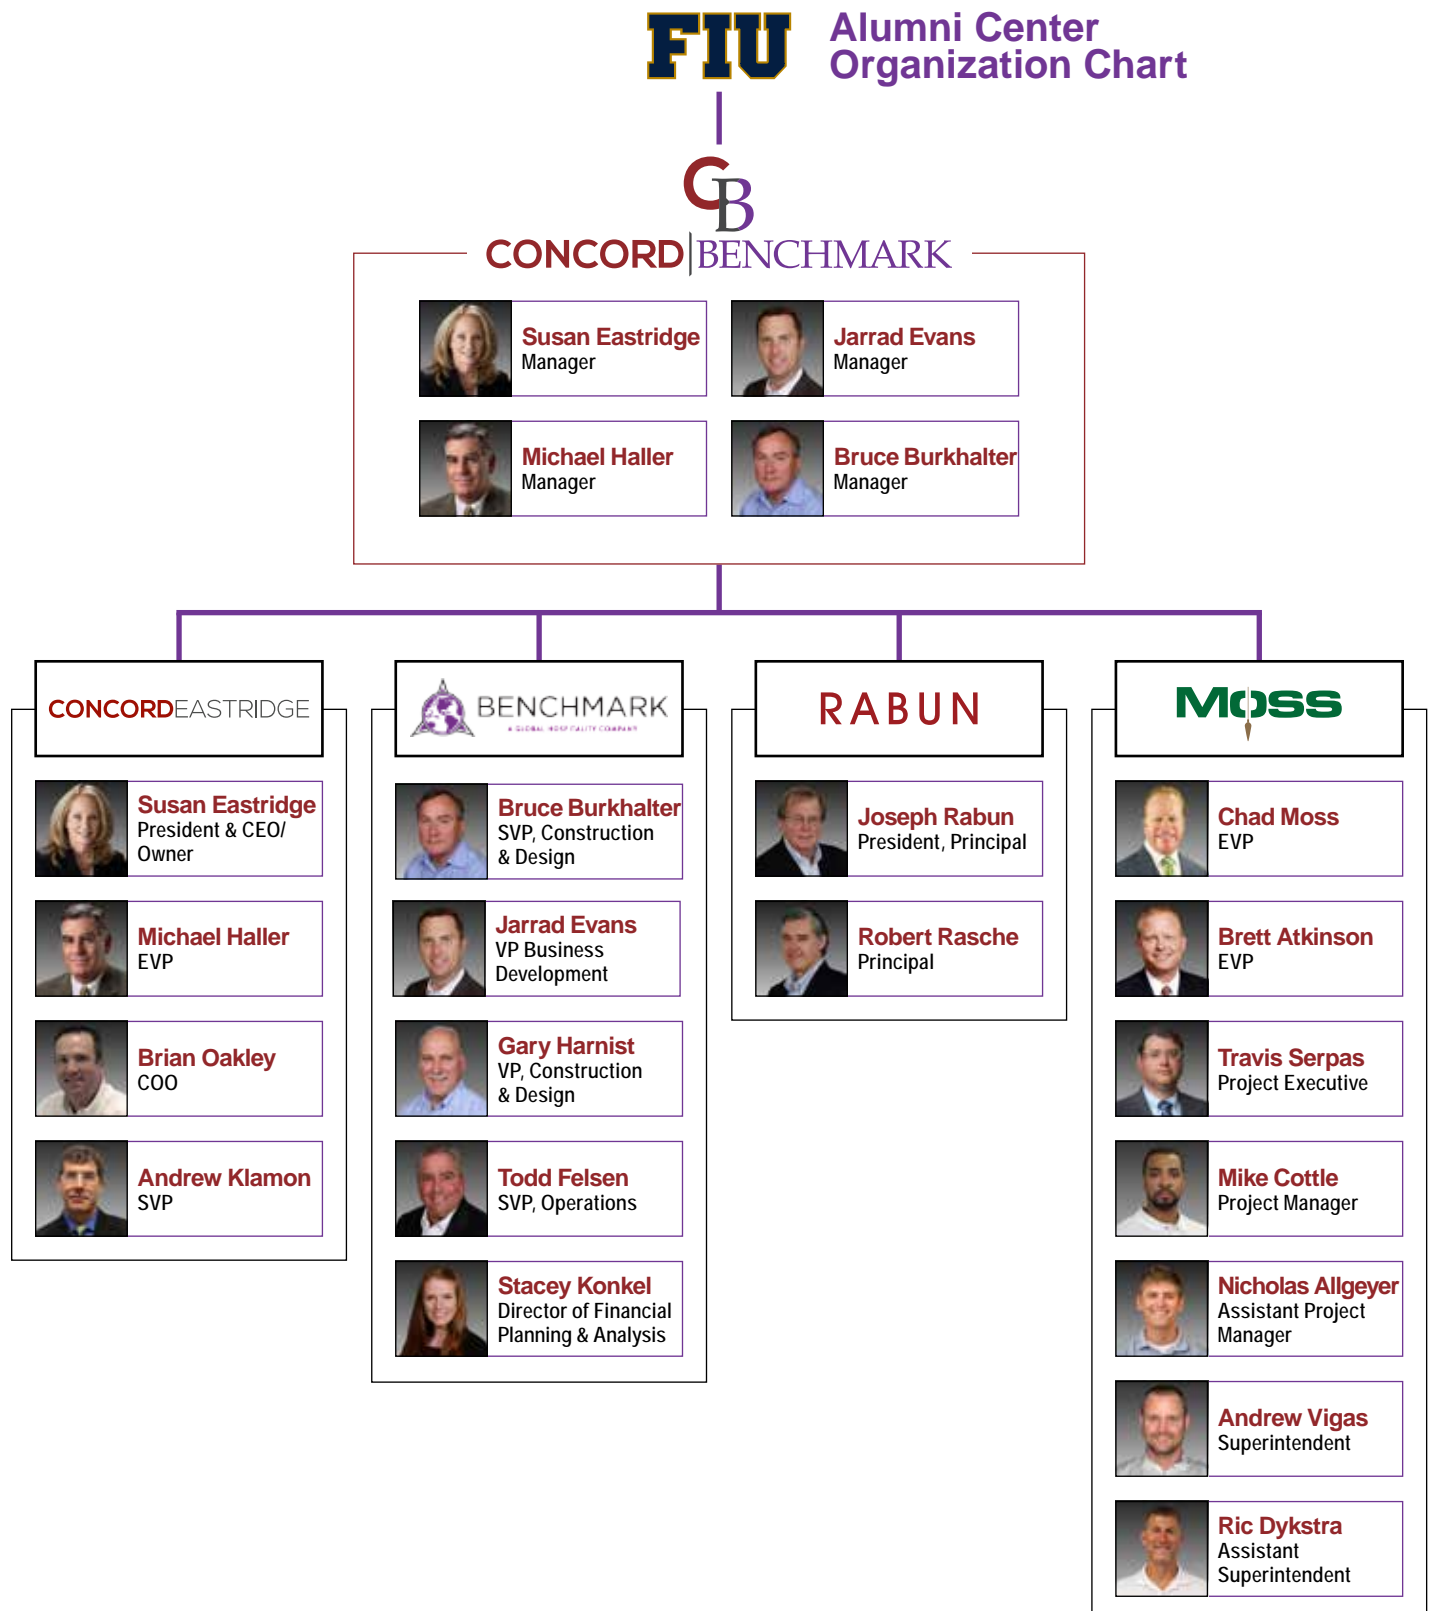 FIU
Alumni Center
Organization Chart
CB
CONCORD|BENCHMARK
Susan Eastridge
Manager
Jarrad Evans
Manager
Michael Haller
Manager
Bruce Burkhalter
Manager
CONCORDEASTRIDGE
Susan Eastridge
President & CEO/
Owner
Michael Haller
EVP
Brian Oakley
COO
Andrew Klamon
SVP
BENCHMARK
A GLOBAL HOSPITALITY COMPANY
Bruce Burkhalter
SVP, Construction
& Design
Jarrad Evans
VP Business
Development
Gary Harnist
VP, Construction
& Design
Todd Felsen
SVP, Operations
Stacey Konkel
Director of Financial
Planning & Analysis
RABUN
Joseph Rabun
President, Principal
Robert Rasche
Principal
Moss
Chad Moss
EVP
Brett Atkinson
EVP
Travis Serpas
Project Executive
Mike Cottle
Project Manager
Nicholas Allgeyer
Assistant Project
Manager
Andrew Vigas
Superintendent
Ric Dykstra
Assistant
Superintendent